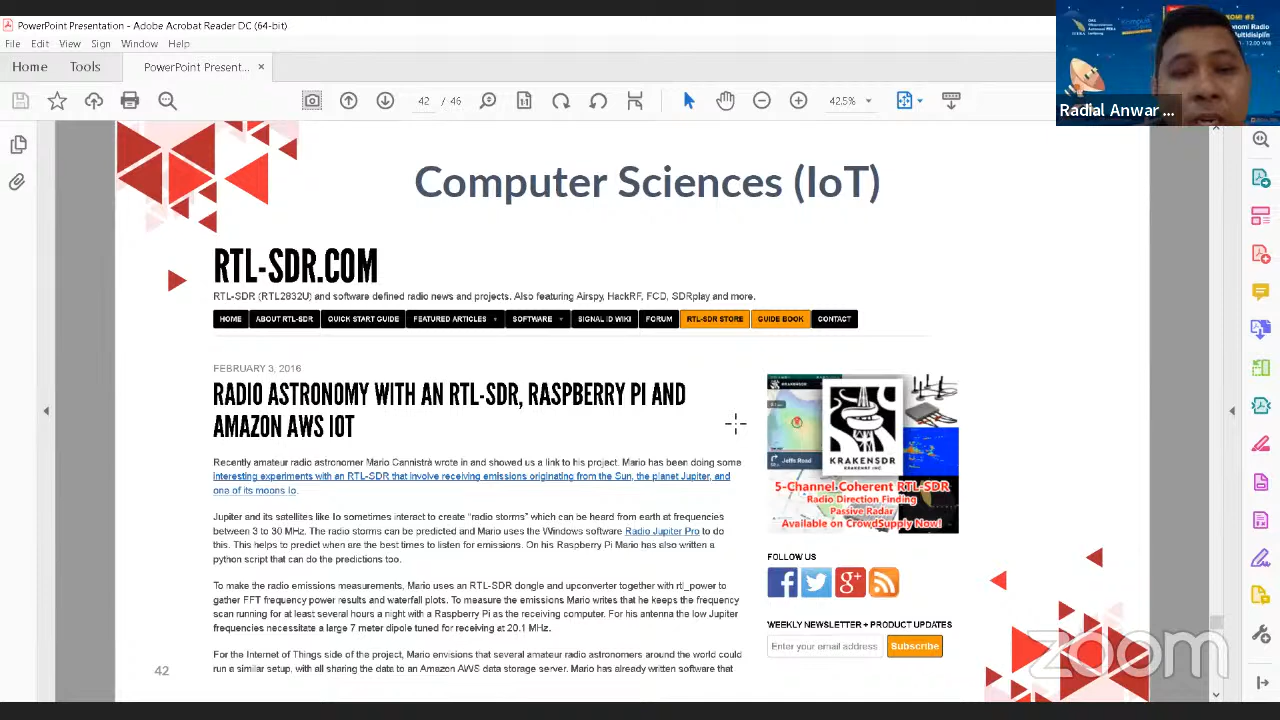 PowerPoint Presentation - Adobe Acrobat Reader DC (64-bit)
File Edit View Sign Window Help
Home Tools PowerPoint Present... ×
42 / 46 42.5%
Radial Anwar ...
Computer Sciences (IoT)
RTL-SDR.COM
RTL-SDR (RTL2832U) and software defined radio news and projects. Also featuring Airspy, HackRF, FCD, SDRplay and more.
HOME ABOUT RTL-SDR QUICK START GUIDE FEATURED ARTICLES SOFTWARE SIGNAL ID WIKI FORUM RTL-SDR STORE GUIDE BOOK CONTACT
FEBRUARY 3, 2016
RADIO ASTRONOMY WITH AN RTL-SDR, RASPBERRY PI AND
AMAZON AWS IOT
Recently amateur radio astronomer Mario Cannistrà wrote in and showed us a link to his project. Mario has been doing some
interesting experiments with an RTL-SDR that involve receiving emissions originating from the Sun, the planet Jupiter, and
one of its moons Io.
Jupiter and its satellites like Io sometimes interact to create "radio storms" which can be heard from earth at frequencies
between 3 to 30 MHz. The radio storms can be predicted and Mario uses the Windows software Radio Jupiter Pro to do
this. This helps to predict when are the best times to listen for emissions. On his Raspberry Pi Mario has also written a
python script that can do the predictions too.
To make the radio emissions measurements, Mario uses an RTL-SDR dongle and upconverter together with rtl_power to
gather FFT frequency power results and waterfall plots. To measure the emissions Mario writes that he keeps the frequency
scan running for at least several hours a night with a Raspberry Pi as the receiving computer. For his antenna the low Jupiter
frequencies necessitate a large 7 meter dipole tuned for receiving at 20.1 MHz.
For the Internet of Things side of the project, Mario envisions that several amateur radio astronomers around the world could
run a similar setup, with all sharing the data to an Amazon AWS data storage server. Mario has already written software that
KRAKENSDR
Jeffs Road
KRAKENSDR
KRAKENRF INC
5-Channel Coherent RTL-SDR
Radio Direction Finding
Passive Radar
Available on CrowdSupply Now!
FOLLOW US
WEEKLY NEWSLETTER + PRODUCT UPDATES
Enter your email address Subscribe
42
zoom